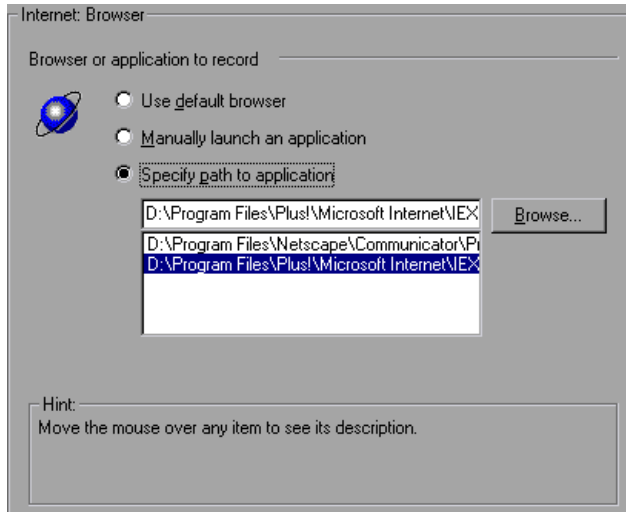 Internet: Browser
Browser or application to record
Use default browser
Manually launch an application
Specify path to application
D:\Program Files\Plus!\Microsoft Internet\IEX
Browse...
D:\Program Files\Netscape\Communicator\Pr
D:\Program Files\Plus!\Microsoft Internet\IEX
Hint:
Move the mouse over any item to see its description.